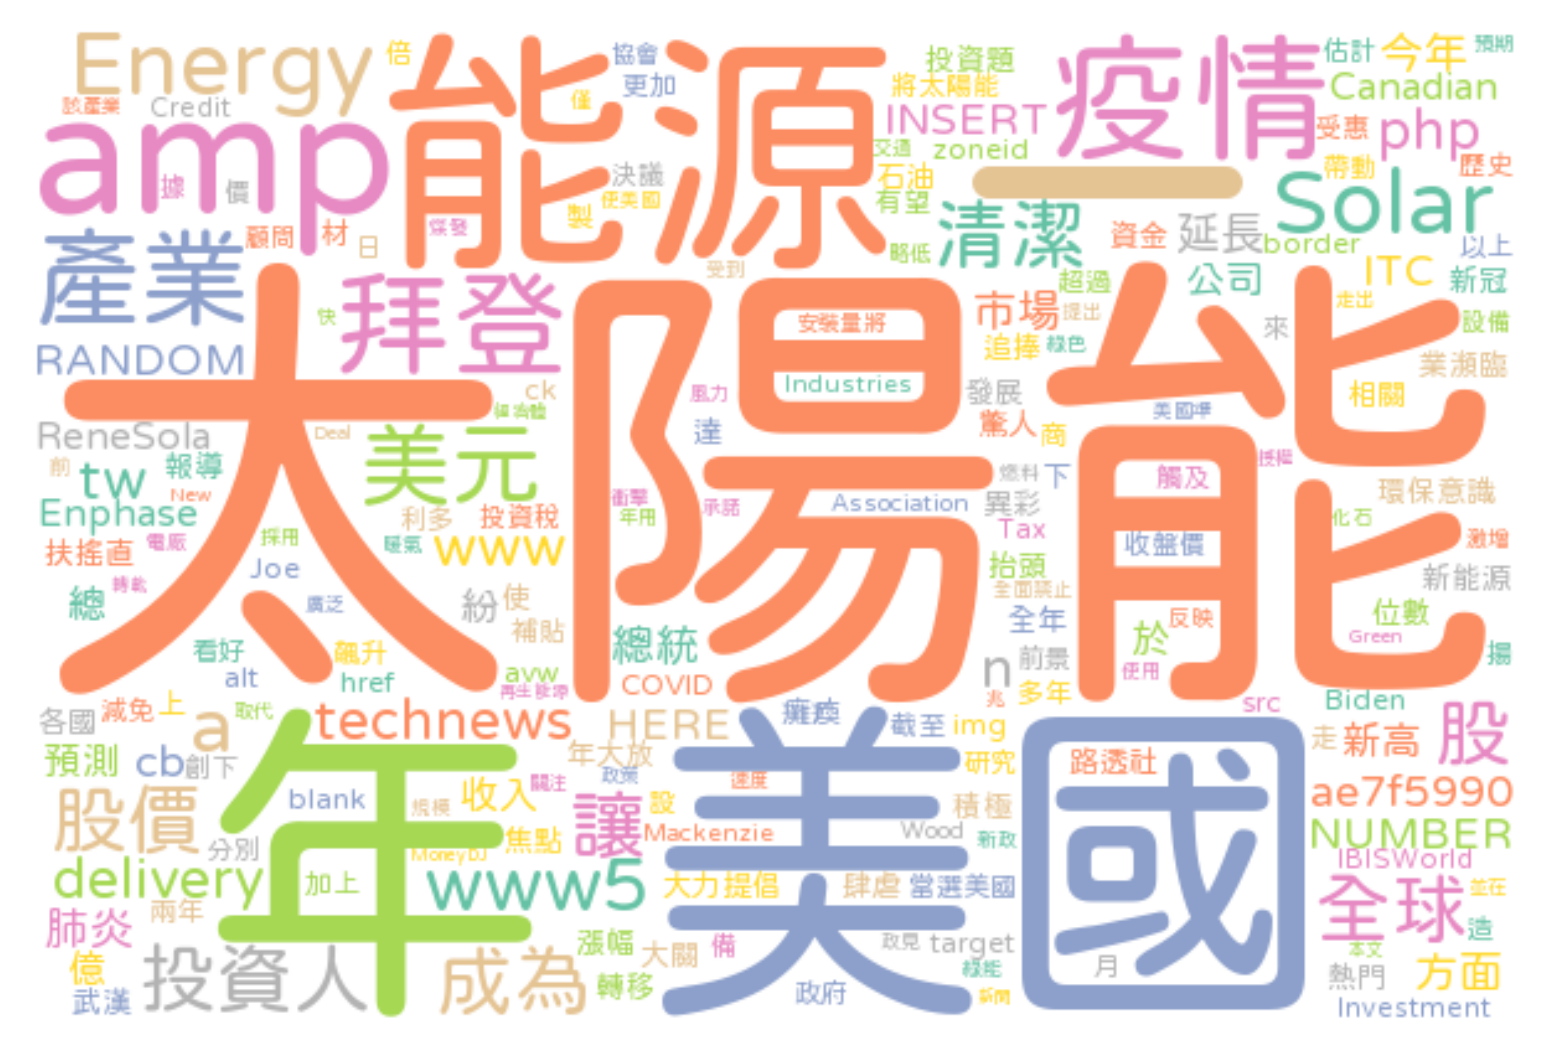 Energy
倍
能源
協會
更加
投資題
疫情
估計
今年
預期
將太陽能
Canadian
Credit
僅
amp
INSERT
受惠
php
交通
zoneid
帶動
歷史
據
價
決議
石油
一
Solar
使美國
有望
製
產業
顧問
材
日
清潔
資金
延長
border
以上
略低
受到
拜登
超過
公司
ITC
新冠
快
太陽能
安裝量將
市場
提出
走出
來
設備
RANDOM
追捧
綠色
業瀕臨
Industries
ck
風力
發展
相關
ReneSola
Deal
美元
達
驚人
商
前
tw
報導
New
燃料
下
觸及
授權
環保意識
Enphase
利多
投資稅
衝擊
年用
承諾
Association
異彩
Tax
化石
扶搖直
電廠
採用
暖氣
www
收盤價
激增
Joe
抬頭
新能源
總
轉載
廣泛
紛
使
全面禁止
位數
補貼
全年
於
反映
看好
飆升
總統
Green
揚
alt
href
avw
再生能源
COVID
n
前景
使用
兆
多年
src
Biden
各國
減免
上
取代
a
年
technews
HERE
癱瘓
美國
截至
img
走
新高
股
預測
cb
創下
年大放
政策
速度
研究
路透社
股價
blank
規模
收入
關注
讓
設
積極
ae7f5990
分別
MoneyDJ
焦點
Mackenzie
Wood
新政
NUMBER
IBISWorld
delivery
加上
www5
大力提倡
肆虐
當選美國
全球
並在
肺炎
兩年
漲幅
大關
備
政見
target
造
本文
億
投資人
成為
轉移
綠能
月
熱門
方面
武漢
政府
新聞
Investment